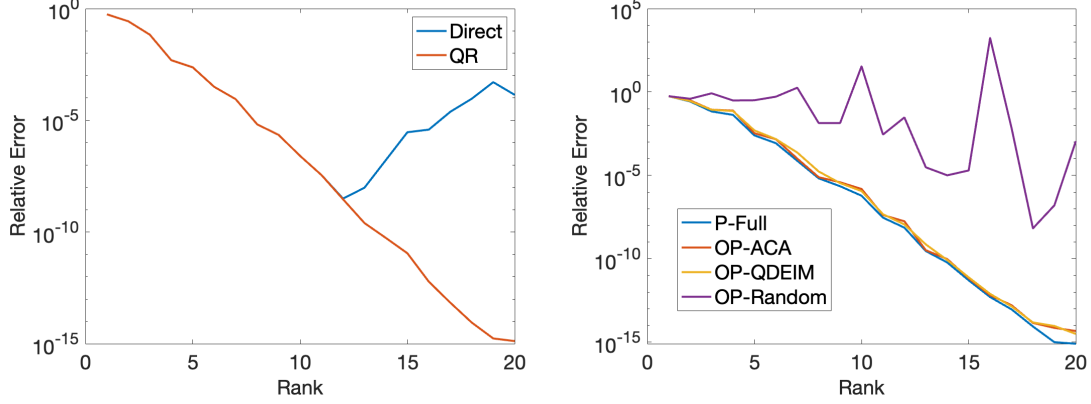 10^0
10^-5
10^-10
10^-15
Relative Error
0
5
10
15
20
Rank
Direct
QR
10^5
10^0
10^-5
10^-10
10^-15
Relative Error
0
5
10
15
20
Rank
P-Full
OP-ACA
OP-QDEIM
OP-Random